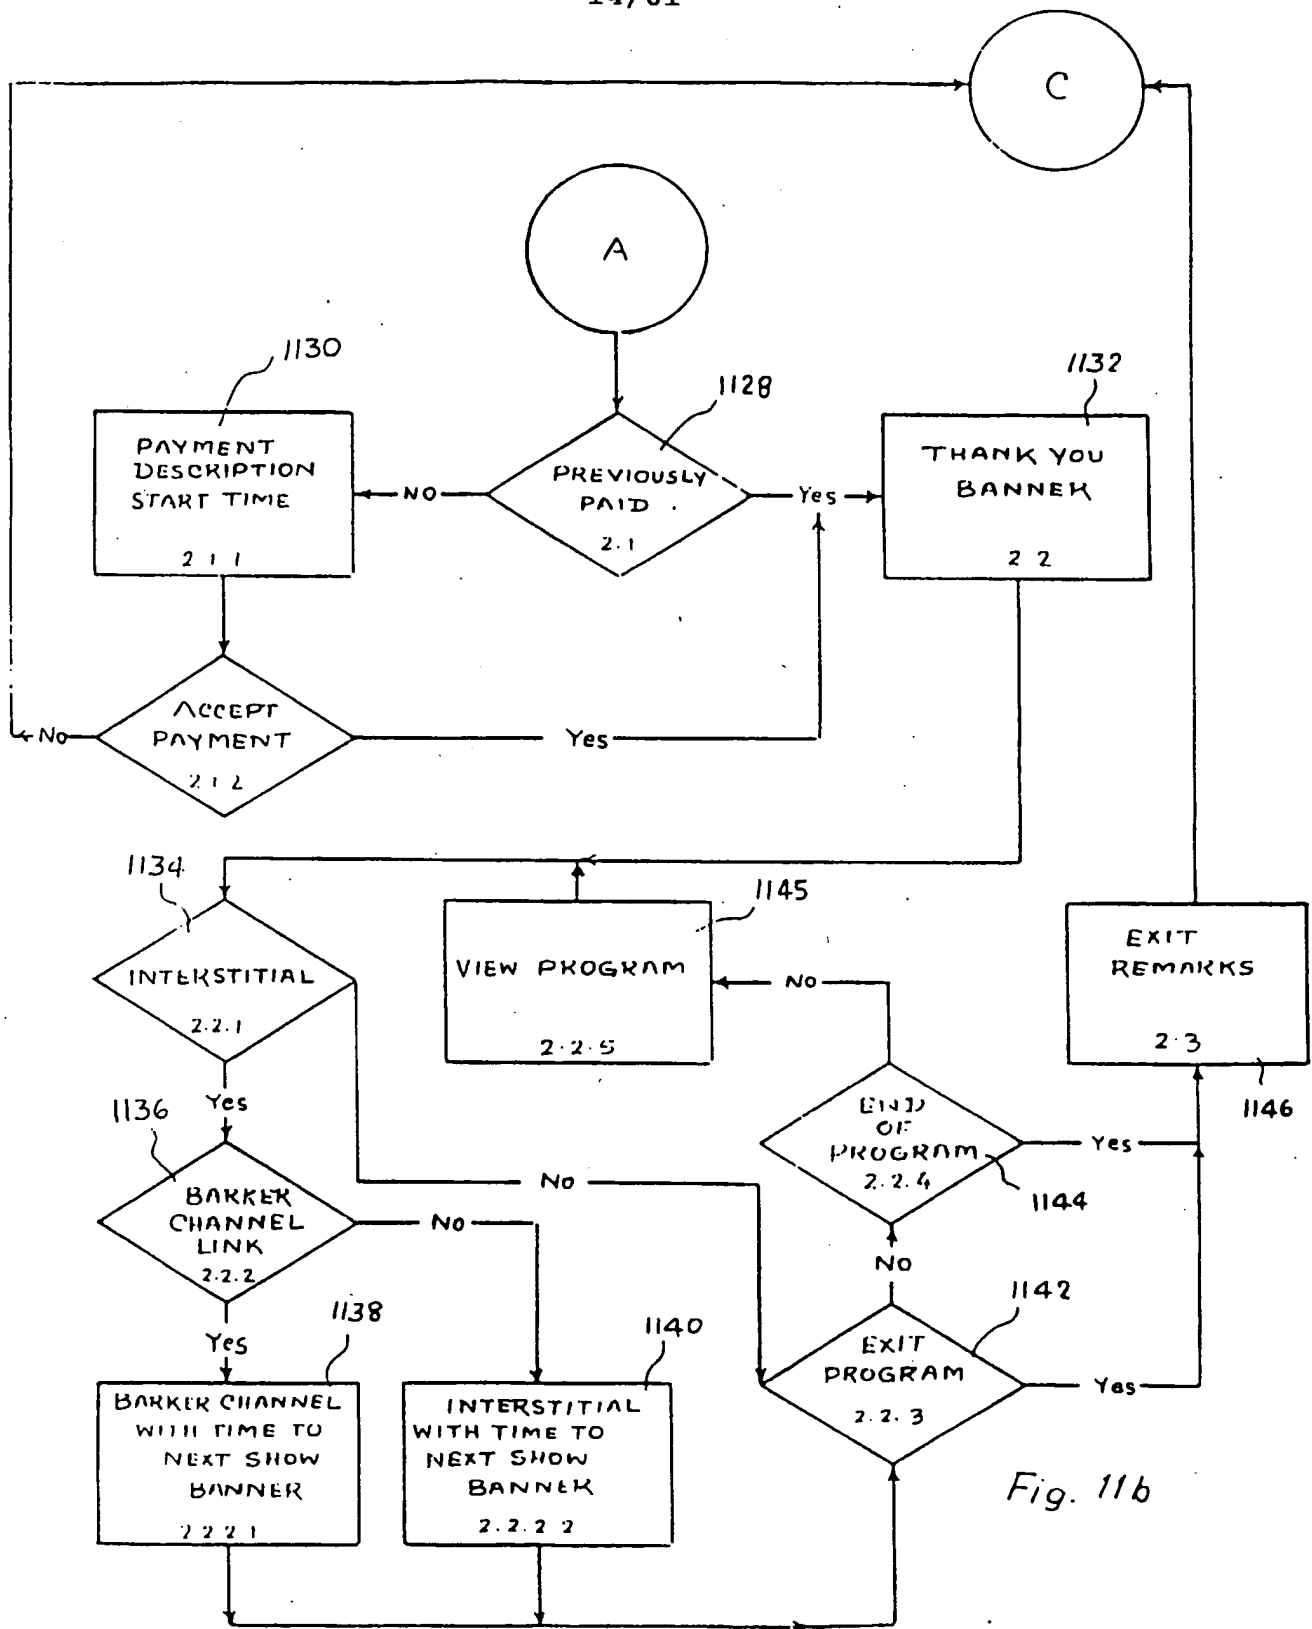 C
A
1130
1128
1132
PAYMENT
DESCRIPTION
START TIME
2 1 1
NO
PREVIOUSLY
PAID
2.1
Yes
THANK YOU
BANNER
2 2
ACCEPT
PAYMENT
2 1 2
No
Yes
1134
1145
INTERSTITIAL
2.2.1
VIEW PROGRAM
2.2.5
No
EXIT
REMARKS
2.3
1146
Yes
1136
END
OF
PROGRAM
2.2.4
Yes
1144
BARKER
CHANNEL
LINK
2.2.2
No
No
No
Yes
1138
1140
1142
BARKER CHANNEL
WITH TIME TO
NEXT SHOW
BANNER
2 2 2 1
INTERSTITIAL
WITH TIME TO
NEXT SHOW
BANNER
2.2.2 2
EXIT
PROGRAM
2.2.3
Yes
Fig. 11b